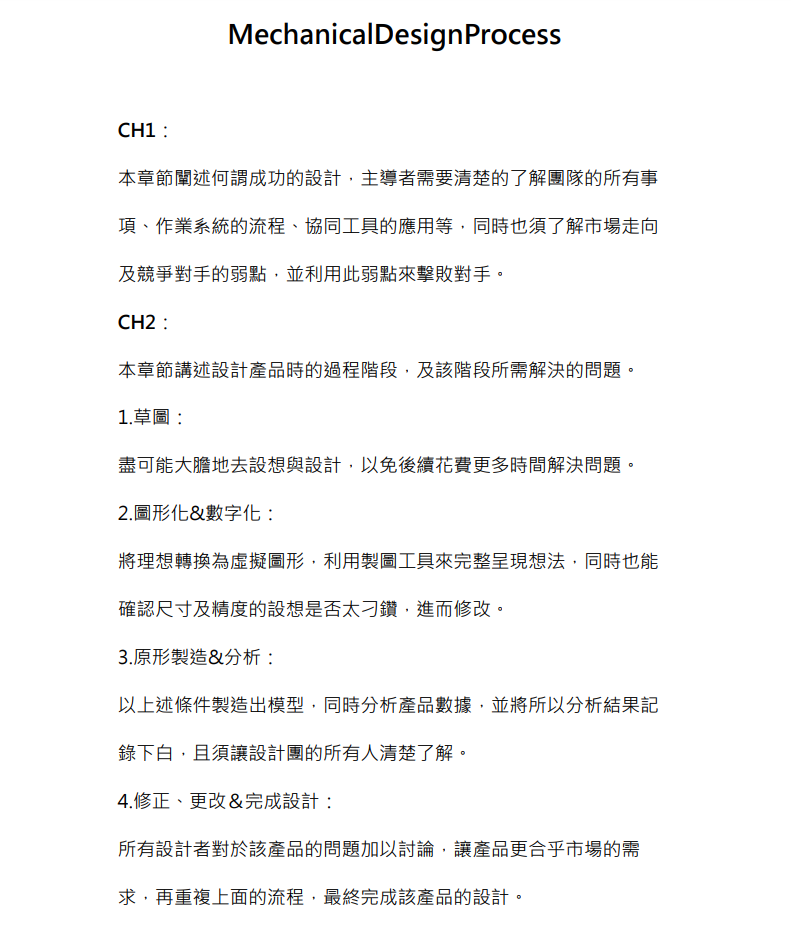 MechanicalDesignProcess
CH1：
本章節闡述何謂成功的設計，主導者需要清楚的了解團隊的所有事
項、作業系統的流程、協同工具的應用等，同時也須了解市場走向
及競爭對手的弱點，並利用此弱點來擊敗對手。
CH2：
本章節講述設計產品時的過程階段，及該階段所需解決的問題。
1.草圖：
盡可能大膽地去設想與設計，以免後續花費更多時間解決問題。
2.圖形化&數字化：
將理想轉換為虛擬圖形，利用製圖工具來完整呈現想法，同時也能
確認尺寸及精度的設想是否太刁鑽，進而修改。
3.原形製造&分析：
以上述條件製造出模型，同時分析產品數據，並將所以分析結果記
錄下白，且須讓設計團的所有人清楚了解。
4.修正、更改＆完成設計：
所有設計者對於該產品的問題加以討論，讓產品更合乎市場的需
求，再重複上面的流程，最終完成該產品的設計。